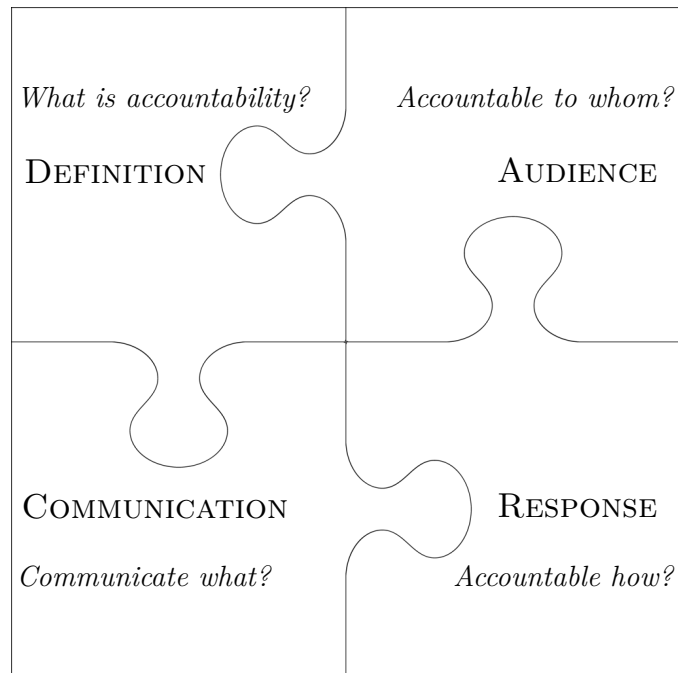 What is accountability?
Accountable to whom?
DEFINITION
AUDIENCE
COMMUNICATION
RESPONSE
Communicate what?
Accountable how?